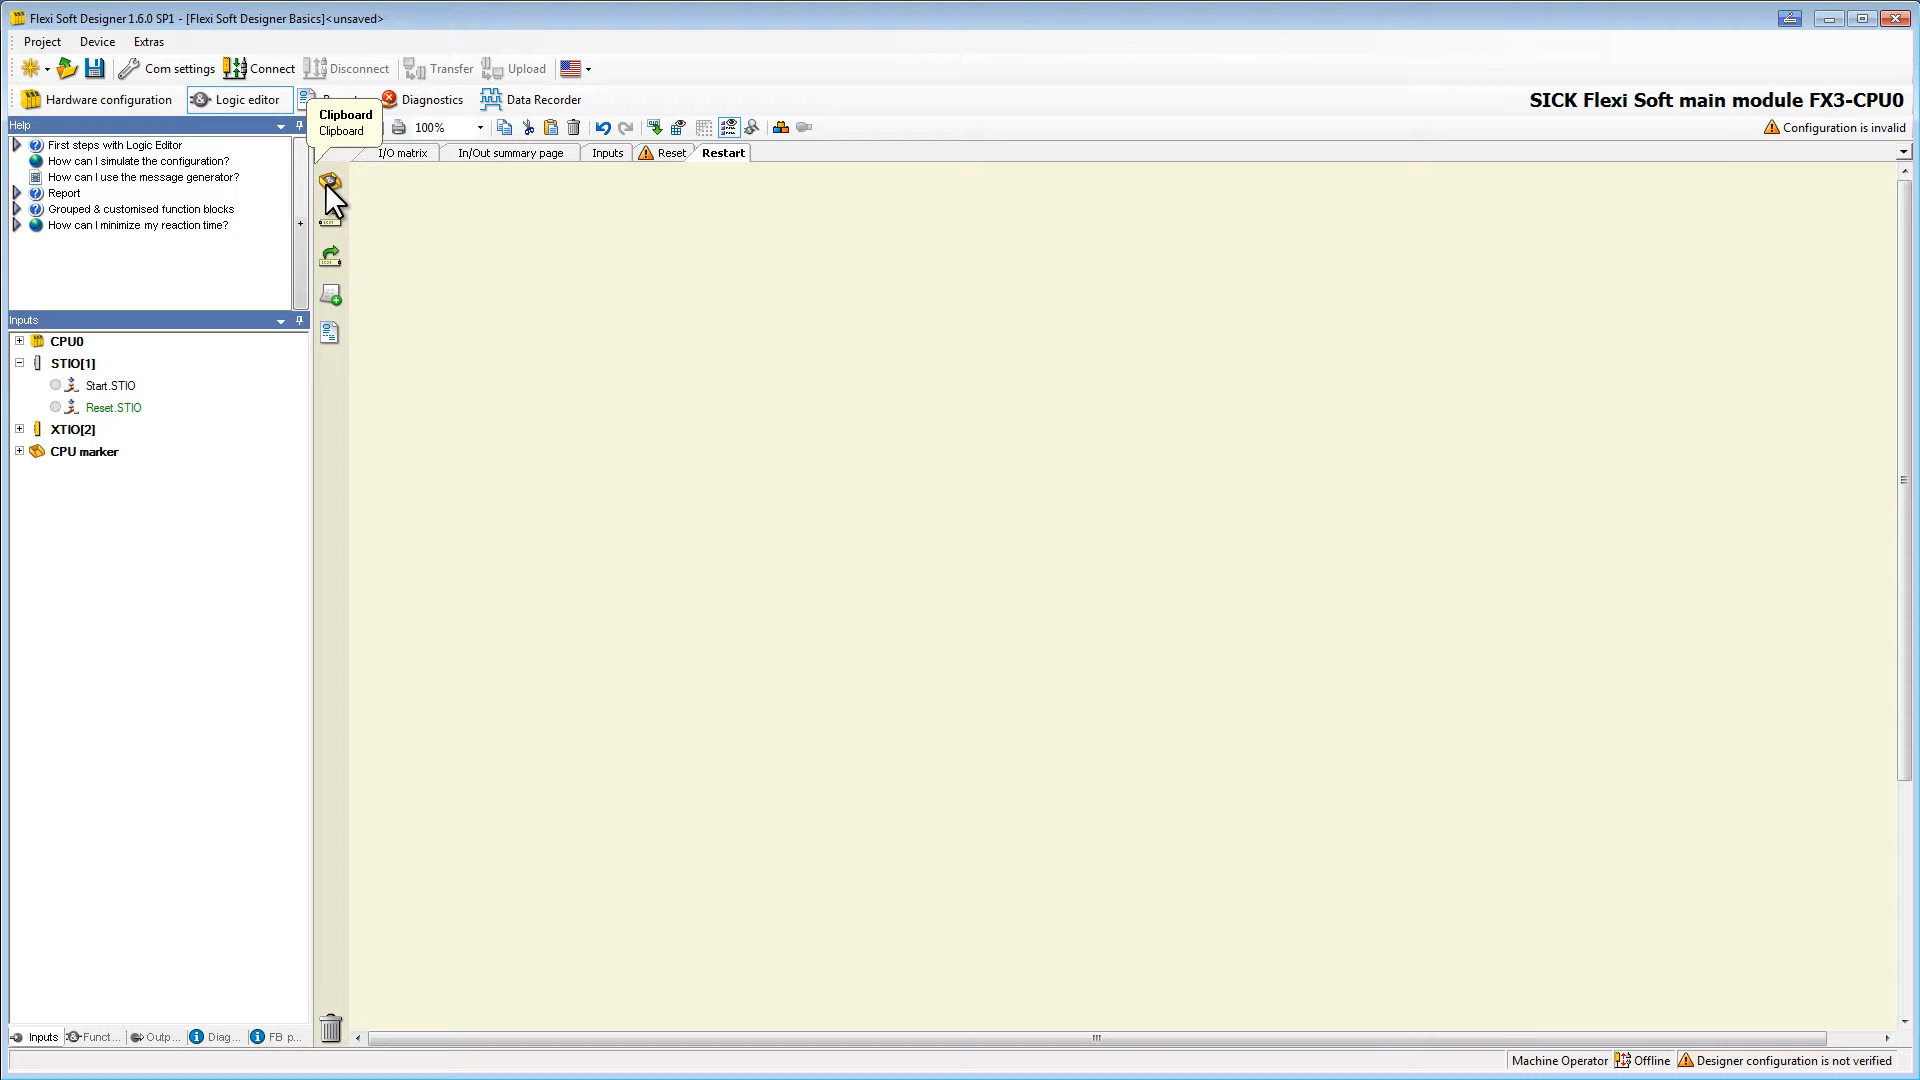 Flexi Soft Designer 1.6.0 SP1 - [Flexi Soft Designer Basics]<unsaved>
Project Device Extras
Com settings Connect Disconnect Transfer Upload
Hardware configuration Logic editor Diagnostics Data Recorder SICK Flexi Soft main module FX3-CPU0
Clipboard
Clipboard
Help 100% Configuration is invalid
I/O matrix In/Out summary page Inputs Reset Restart
First steps with Logic Editor
How can I simulate the configuration?
How can I use the message generator?
Report
Grouped & customised function blocks
How can I minimize my reaction time?
Inputs
CPU0
STIO[1]
Start.STIO
Reset.STIO
XTIO[2]
CPU marker
Inputs Funct... Outp... Diag... FB p...
Machine Operator Offline Designer configuration is not verified